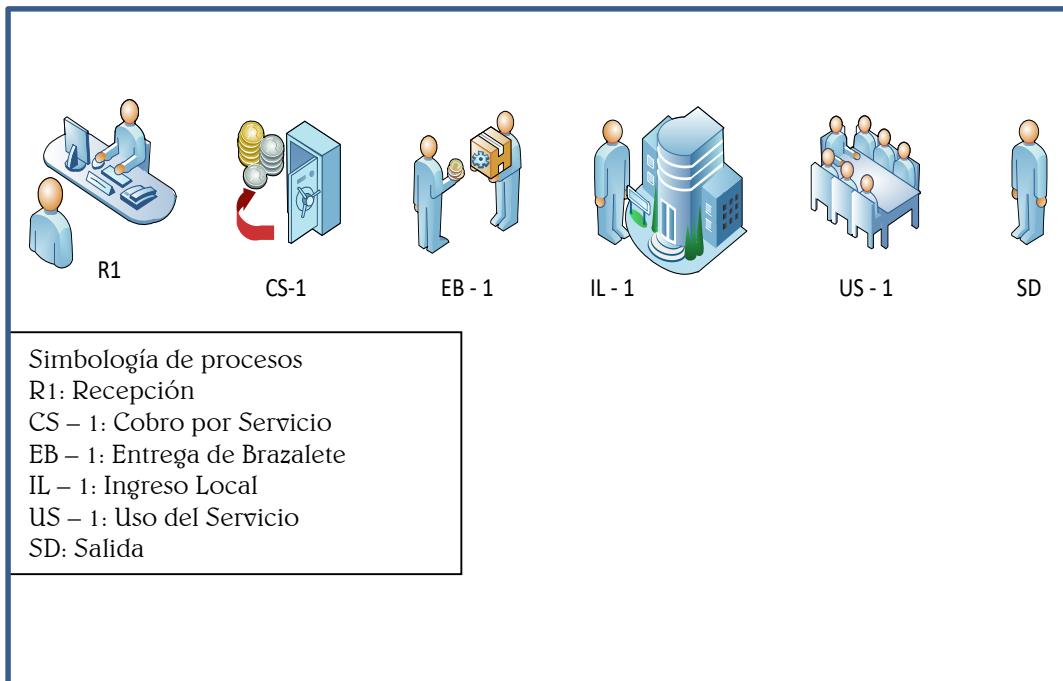 R1
CS-1
EB - 1
IL - 1
US - 1
SD
Simbología de procesos
R1: Recepción
CS – 1: Cobro por Servicio
EB – 1: Entrega de Brazalete
IL – 1: Ingreso Local
US – 1: Uso del Servicio
SD: Salida